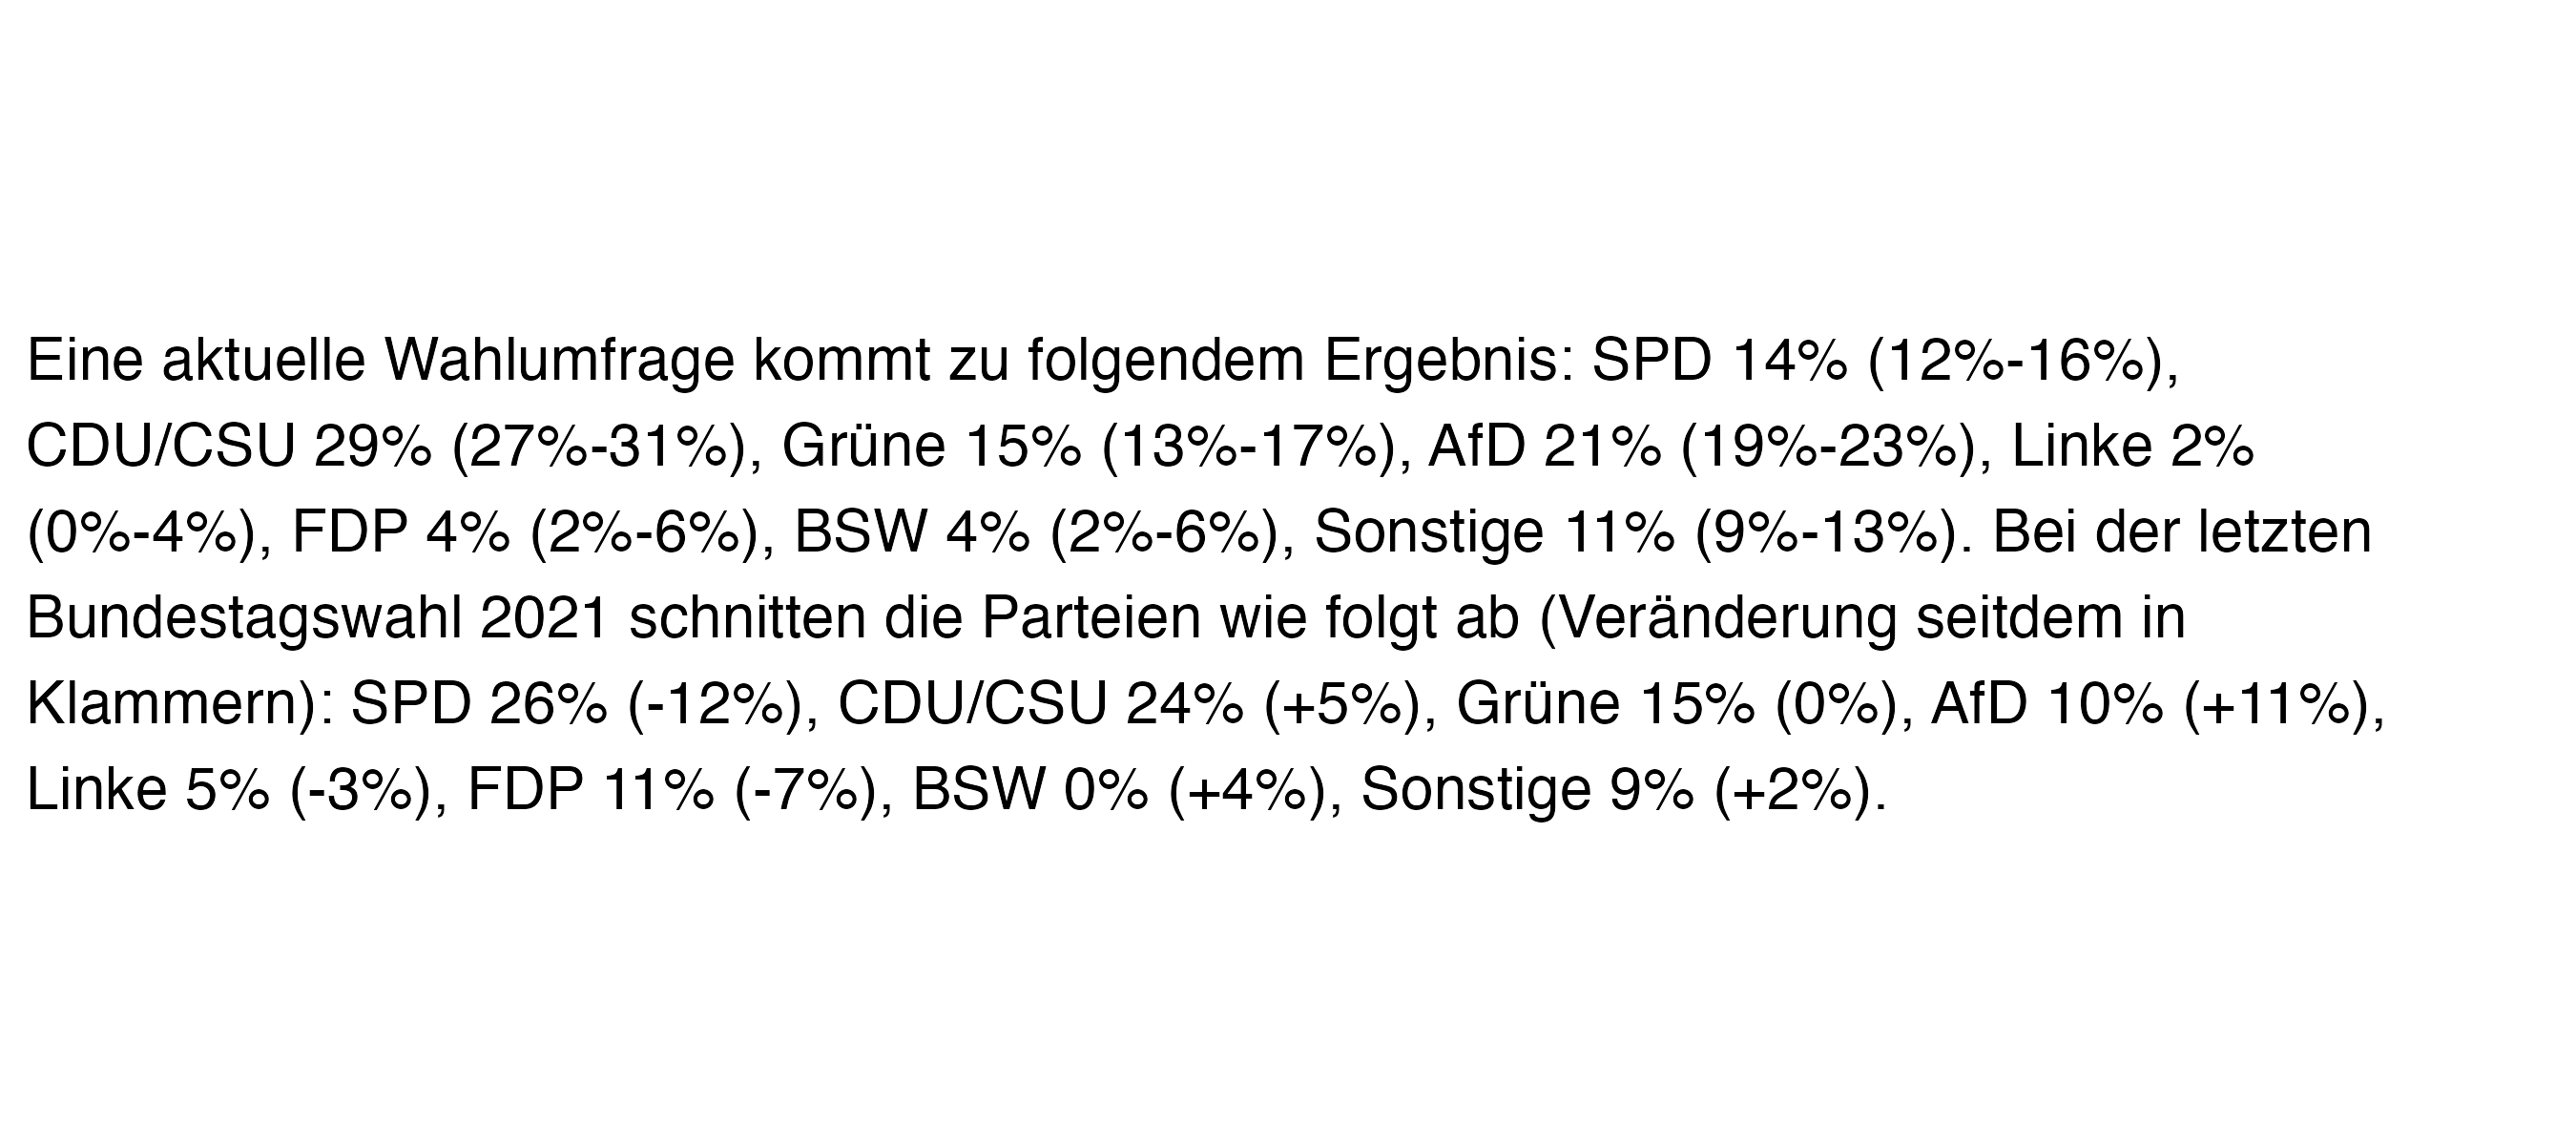 Eine aktuelle Wahlumfrage kommt zu folgendem Ergebnis: SPD 14% (12%-16%),
CDU/CSU 29% (27%-31%), Grüne 15% (13%-17%), AfD 21% (19%-23%), Linke 2%
(0%-4%), FDP 4% (2%-6%), BSW 4% (2%-6%), Sonstige 11% (9%-13%). Bei der letzten
Bundestagswahl 2021 schnitten die Parteien wie folgt ab (Veränderung seitdem in
Klammern): SPD 26% (-12%), CDU/CSU 24% (+5%), Grüne 15% (0%), AfD 10% (+11%),
Linke 5% (-3%), FDP 11% (-7%), BSW 0% (+4%), Sonstige 9% (+2%).